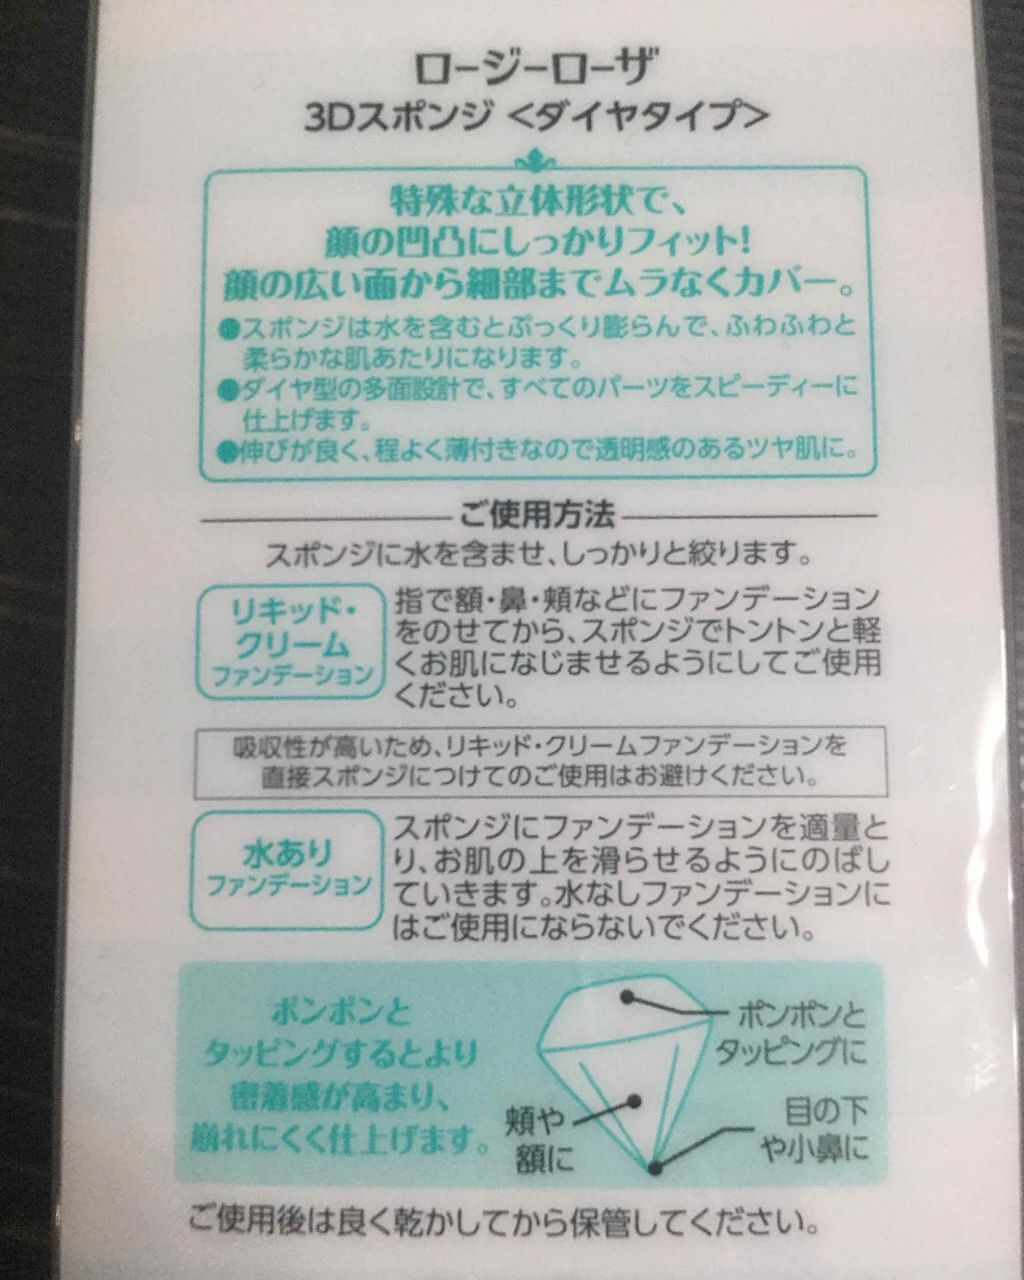 ロージーローザ
3Dスポンジ <ダイヤタイプ>
特殊な立体形状で、
顔の凹凸にしっかりフィット!
顔の広い面から細部までムラなくカバー。
●スポンジは水を含むとぷっくり膨らんで、ふわふわと
柔らかな肌あたりになります。
●ダイヤ型の多面設計で、すべてのパーツをスピーディーに
仕上げます。
●伸びが良く、程よく薄付きなので透明感のあるツヤ肌に。
ご使用方法
スポンジに水を含ませ、しっかりと絞ります。
リキッド・
クリーム
ファンデーション
指で額・鼻・頬などにファンデーション
をのせてから、スポンジでトントンと軽
くお肌になじませるようにしてご使用
ください。
吸収性が高いため、リキッド・クリームファンデーションを
直接スポンジにつけてのご使用はお避けください。
水あり
ファンデーション
スポンジにファンデーションを適量と
り、お肌の上を滑らせるようにのばし
ていきます。水なしファンデーションに
はご使用にならないでください。
ポンポンと
タッピングするとより
密着感が高まり、
崩れにくく仕上げます。
ポンポンと
タッピングに
頬や
額に
目の下
や小鼻に
ご使用後は良く乾かしてから保管してください。